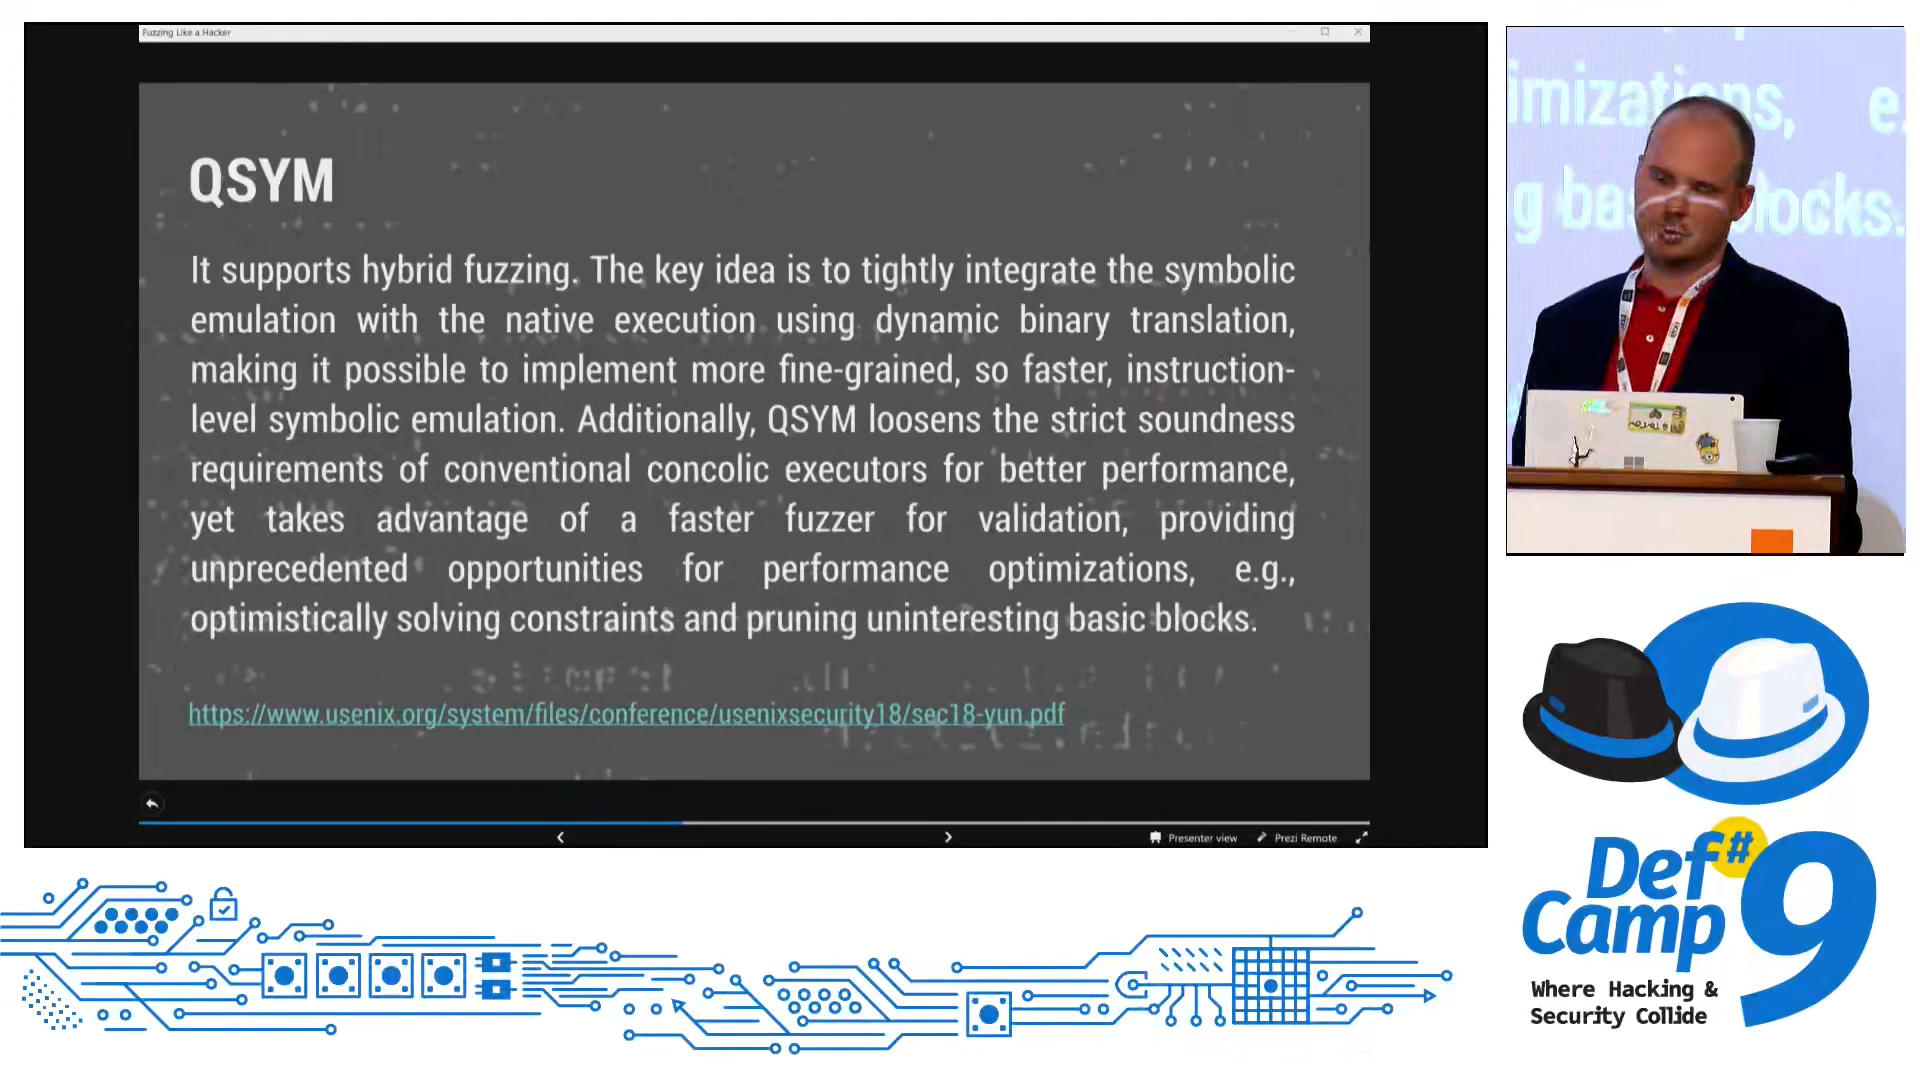 Fuzzing Like a Hacker
QSYM
It supports hybrid fuzzing. The key idea is to tightly integrate the symbolic
emulation with the native execution using dynamic binary translation,
making it possible to implement more fine-grained, so faster, instruction-
level symbolic emulation. Additionally, QSYM loosens the strict soundness
requirements of conventional concolic executors for better performance,
yet takes advantage of a faster fuzzer for validation, providing
unprecedented opportunities for performance optimizations, e.g.,
optimistically solving constraints and pruning uninteresting basic blocks.
https://www.usenix.org/system/files/conference/usenixsecurity18/sec18-yun.pdf
Presenter view
Prezi Remote
imizations, e.
g ba locks.
Def
Camp
#9
Where Hacking &
Security Collide